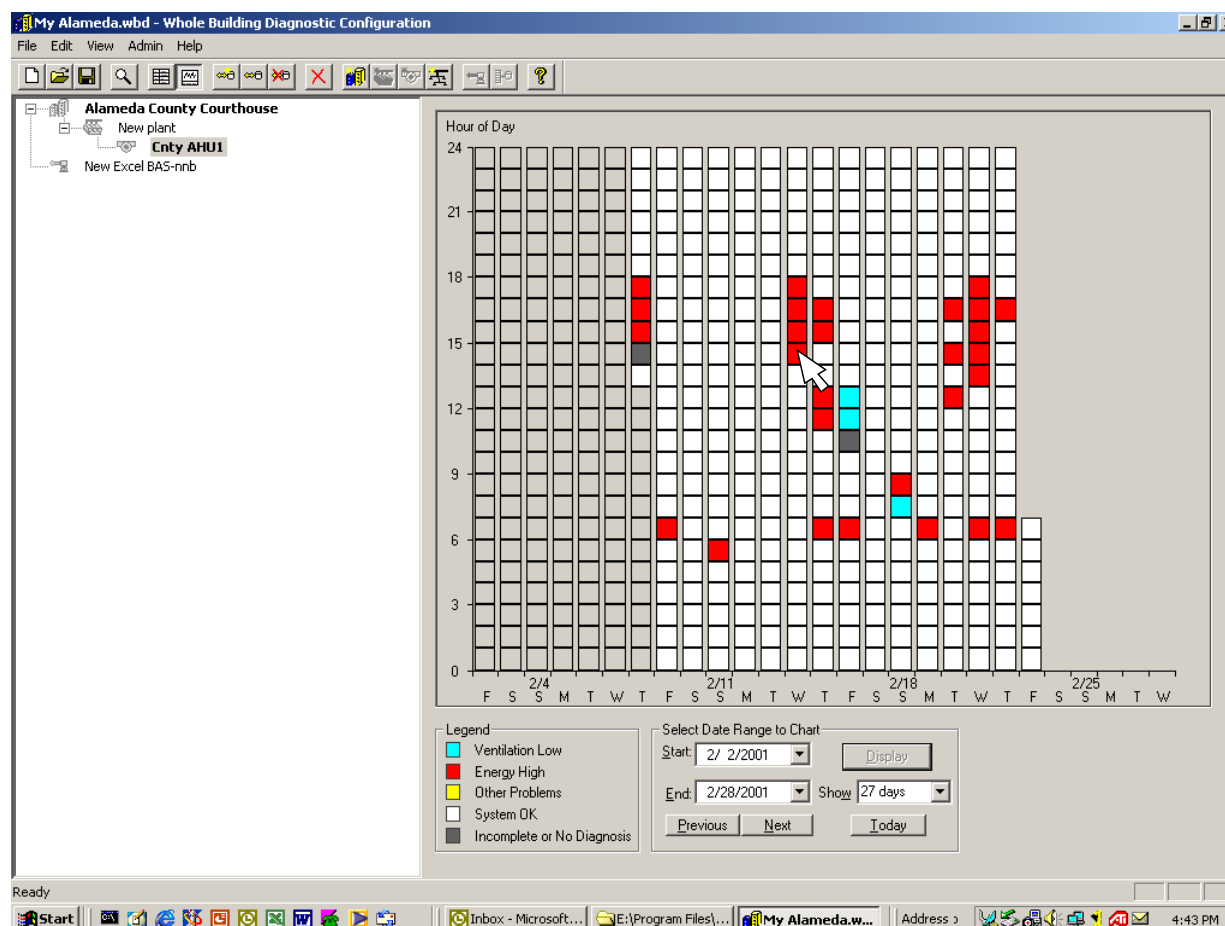 My Alameda.wbd - Whole Building Diagnostic Configuration
File Edit View Admin Help
Alameda County Courthouse
New plant
Cnty AHU1
New Excel BAS-nnb
Hour of Day
24
21
18
15
12
9
6
3
0
2/4 2/11 2/18 2/25
F S S M T W T F S S M T W T F S S M T W T F S S M T W
Legend
Ventilation Low
Energy High
Other Problems
System OK
Incomplete or No Diagnosis
Select Date Range to Chart
Start: 2/ 2/2001 Display
End: 2/28/2001 Show 27 days
Previous Next Today
Ready
Start Inbox - Microsoft... E:\Program Files\... My Alameda.w... Address 4:43 PM